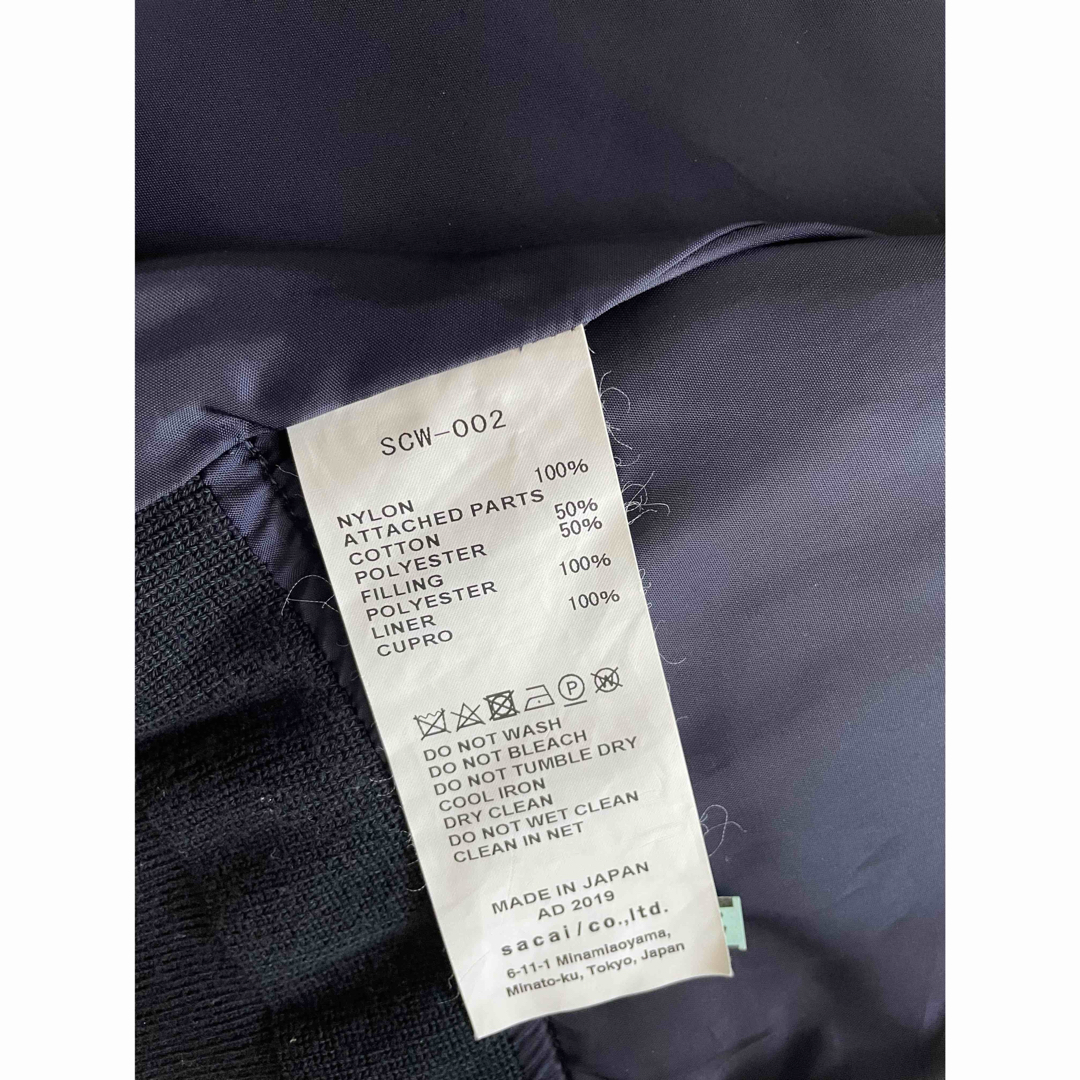 SCW-002
100%
NYLON
ATTACHED PARTS
COTTON 50%
POLYESTER 50%
FILLING
POLYESTER 100%
LINER
CUPRO 100%
P W
DO NOT WASH
DO NOT BLEACH
DO NOT TUMBLE DRY
COOL IRON
DRY CLEAN
DO NOT WET CLEAN
CLEAN IN NET
MADE IN JAPAN
AD 2019
sacai/co.,ltd.
6-11-1 Minamiaoyama,
Minato-ku, Tokyo, Japan